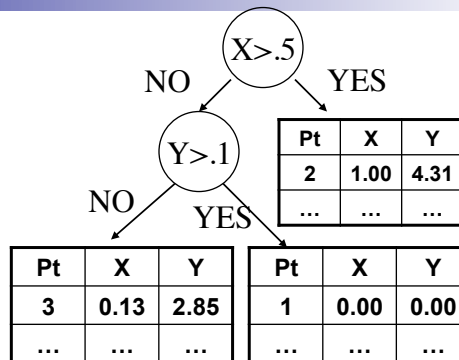 X>.5
NO
YES
Y>.1
Pt X Y
2 1.00 4.31
... ... ...
NO
YES
Pt X Y
3 0.13 2.85
... ... ...
Pt X Y
1 0.00 0.00
... ... ...